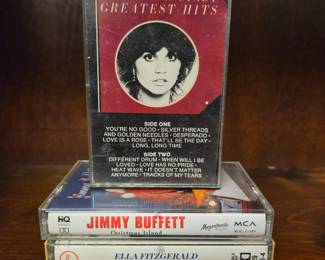 GREATEST HITS
SIDE ONE
YOU'RE NO GOOD • SILVER THREADS
AND GOLDEN NEEDLES • DESPERADO
LOVE IS A ROSE • THAT'LL BE THE DAY •
LONG, LONG TIME
SIDE TWO
DIFFERENT DRUM • WHEN WILL I BE
LOVED • LOVE HAS NO PRIDE •
HEAT WAVE • IT DOESN'T MATTER
ANYMORE • TRACKS OF MY TEARS
HQ
JIMMY BUFFETT
Christmas Island
Margaritaville
MCA
ELLA FITZGERALD